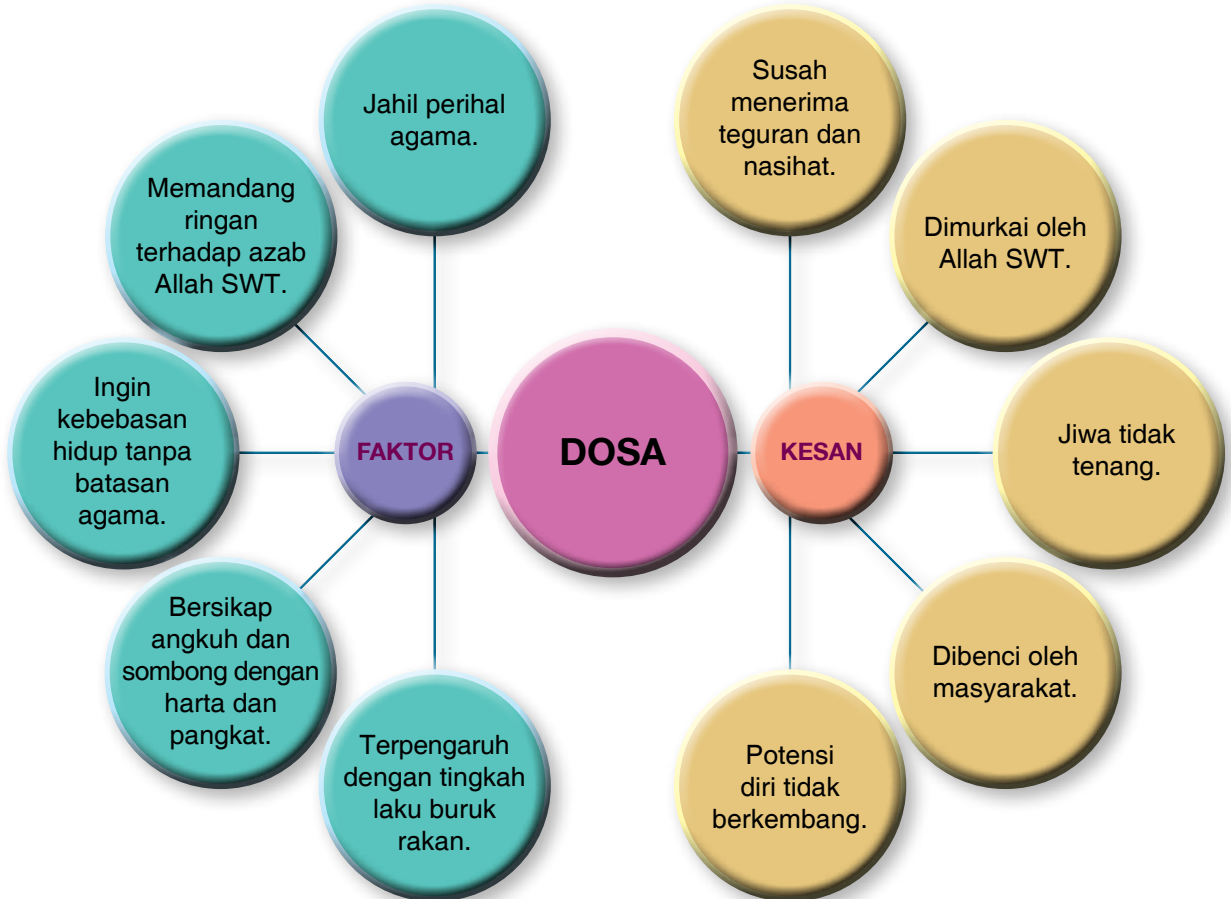 Jahil perihal
agama.
Memandang
ringan
terhadap azab
Allah SWT.
Ingin
kebebasan
hidup tanpa
batasan
agama.
Bersikap
angkuh dan
sombong dengan
harta dan
pangkat.
Terpengaruh
dengan tingkah
laku buruk
rakan.
FAKTOR
DOSA
KESAN
Susah
menerima
teguran dan
nasihat.
Dimurkai oleh
Allah SWT.
Jiwa tidak
tenang.
Dibenci oleh
masyarakat.
Potensi
diri tidak
berkembang.